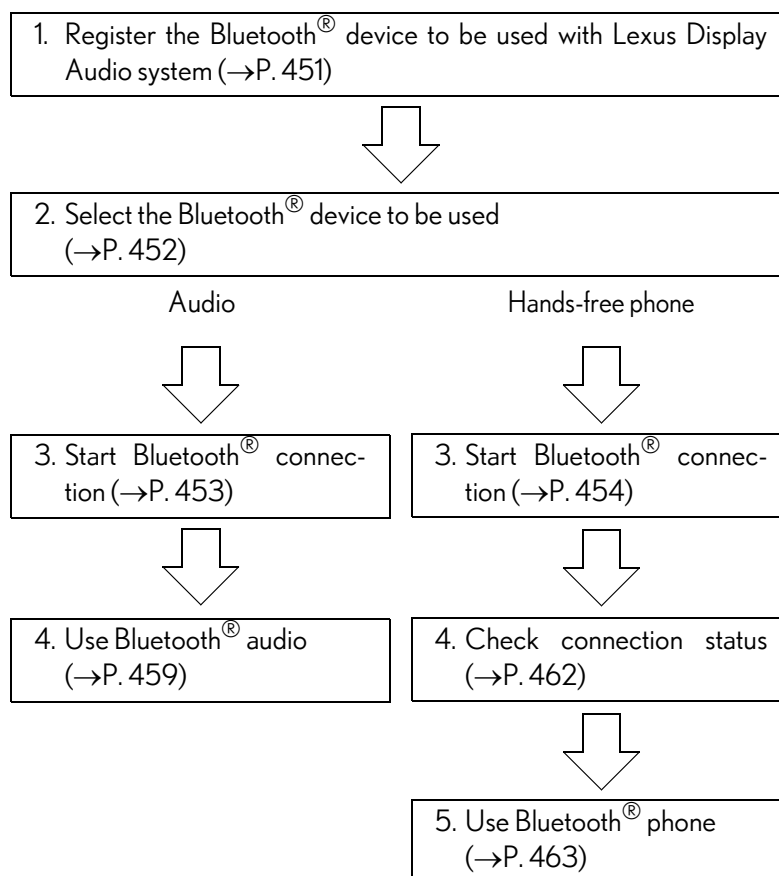 1. Register the Bluetooth® device to be used with Lexus Display
Audio system (→P. 451)
2. Select the Bluetooth® device to be used
(→P. 452)
Audio
Hands-free phone
3. Start Bluetooth® connec-
tion (→P. 453)
3. Start Bluetooth® connec-
tion (→P. 454)
4. Use Bluetooth® audio
(→P. 459)
4. Check connection status
(→P. 462)
5. Use Bluetooth® phone
(→P. 463)